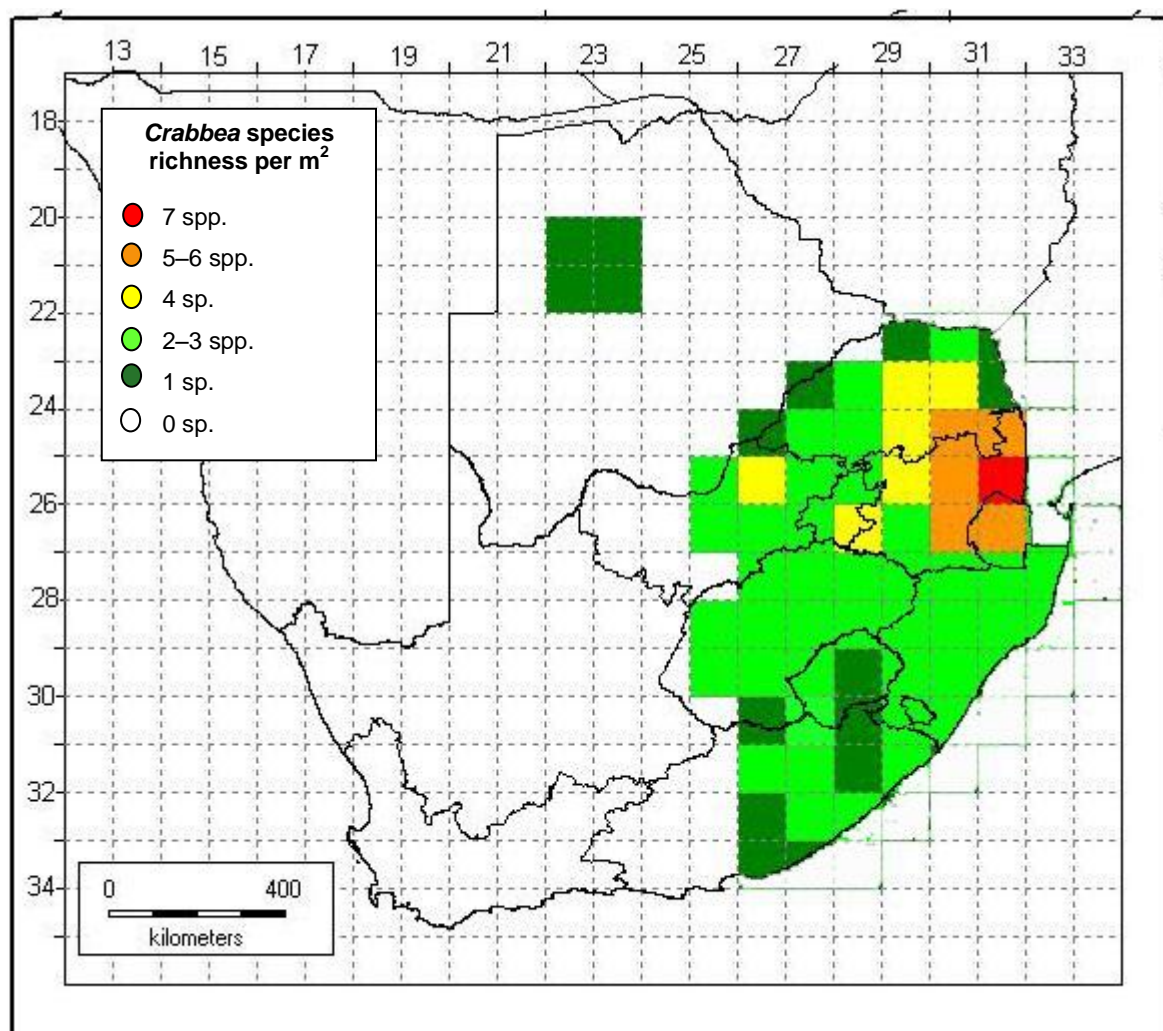 13 15 17 19 21 23 25 27 29 31 33
18
20
22
24
26
28
30
32
34
Crabbea species
richness per m²
7 spp.
5–6 spp.
4 sp.
2–3 spp.
1 sp.
0 sp.
0 400
kilometers